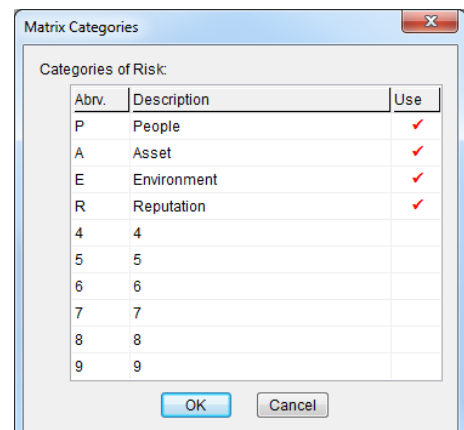 Matrix Categories
Categories of Risk:
Abrv. Description Use
P People
A Asset
E Environment
R Reputation
4 4
5 5
6 6
7 7
8 8
9 9
OK Cancel